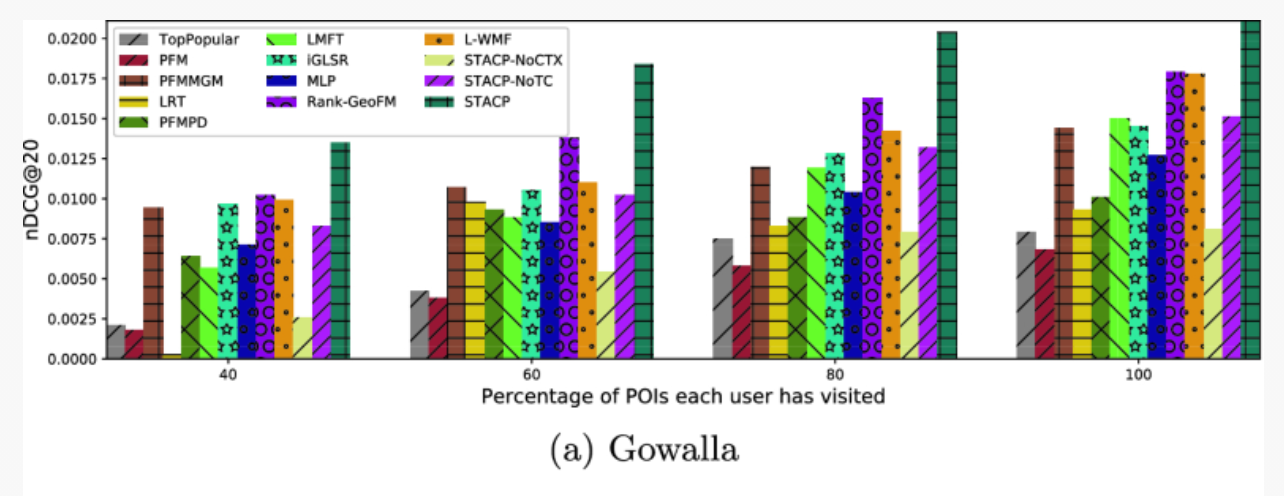 0.0200
0.0175
0.0150
0.0125
0.0100
0.0075
0.0050
0.0025
0.0000
nDCG@20
TopPopular
PFM
PFMMGM
LRT
PFMPD
LMFT
iGLSR
MLP
Rank-GeoFM
L-WMF
STACP-NoCTX
STACP-NoTC
STACP
40 60 80 100
Percentage of POIs each user has visited
(a) Gowalla